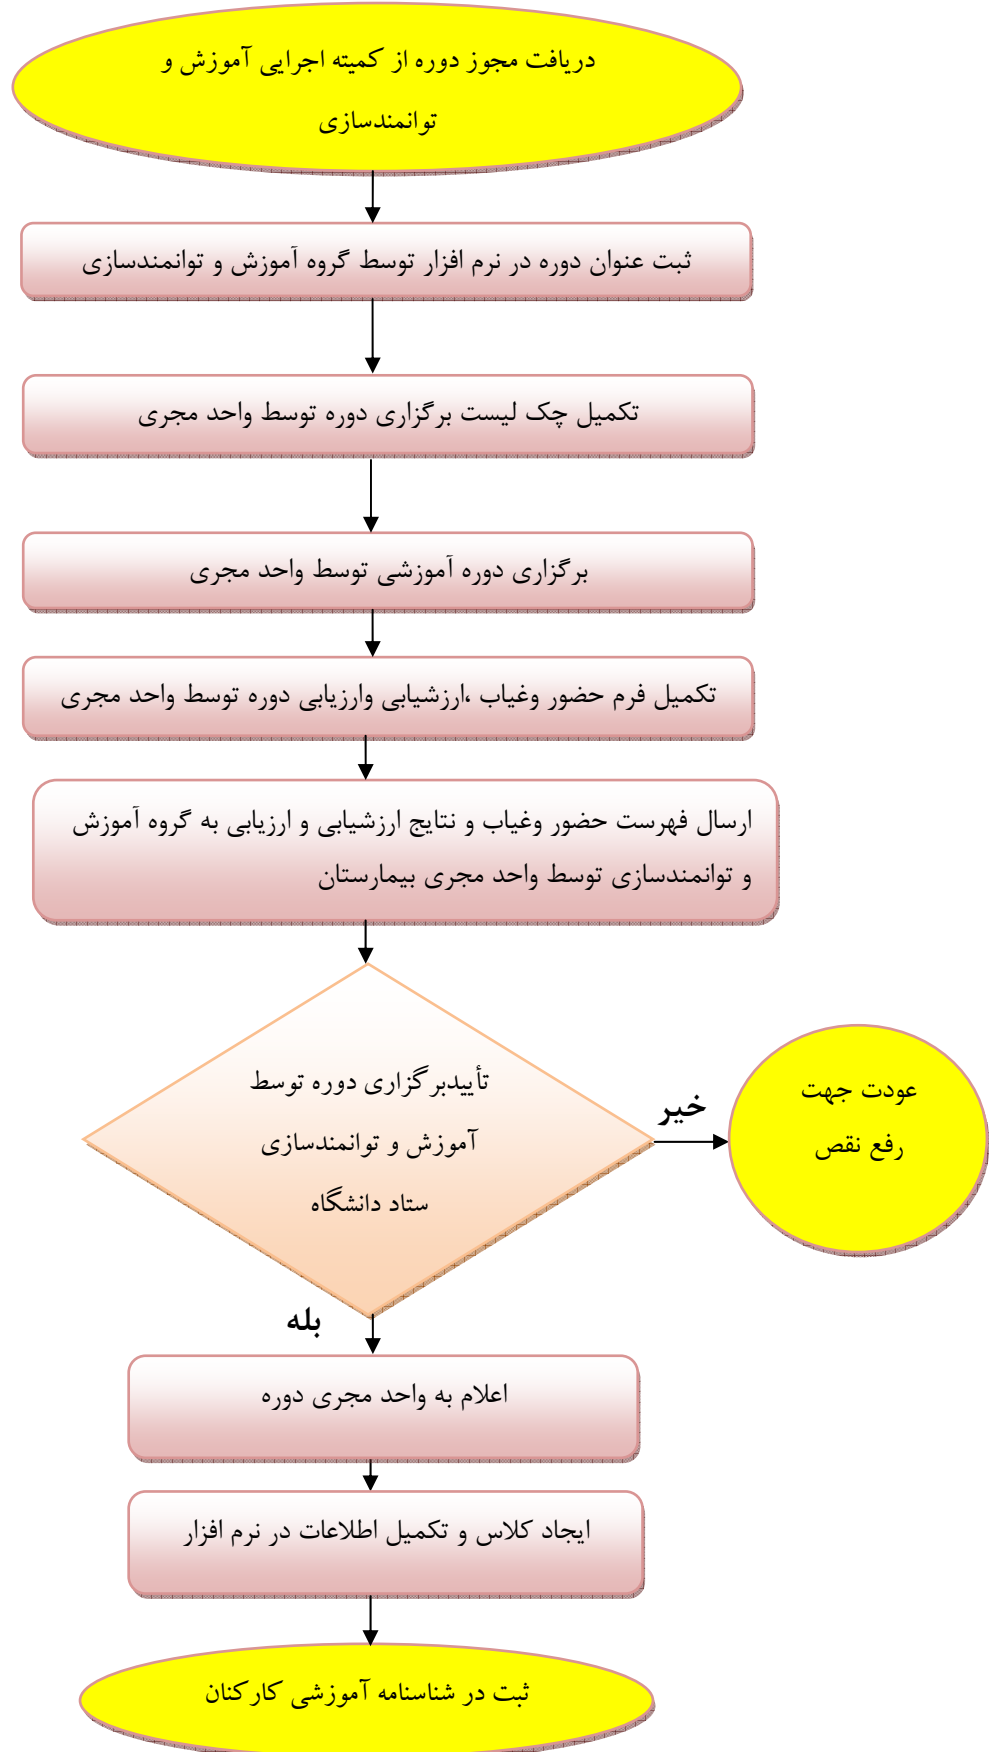 دریافت مجوز دوره از کمیته اجرایی آموزش و
توانمندسازی
ثبت عنوان دوره در نرم افزار توسط گروه آموزش و توانمندسازی
تکمیل چک لیست برگزاری دوره توسط واحد مجری
برگزاری دوره آموزشی توسط واحد مجری
تکمیل فرم حضور وغیاب ،ارزشیابی وارزیابی دوره توسط واحد مجری
ارسال فهرست حضور وغیاب و نتایج ارزشیابی و ارزیابی به گروه آموزش
و توانمندسازی توسط واحد مجری بیمارستان
تأییدبرگزاری دوره توسط
آموزش و توانمندسازی
ستاد دانشگاه
خیر
عودت جهت
رفع نقص
بله
اعلام به واحد مجری دوره
ایجاد کلاس و تکمیل اطلاعات در نرم افزار
ثبت در شناسنامه آموزشی کارکنان